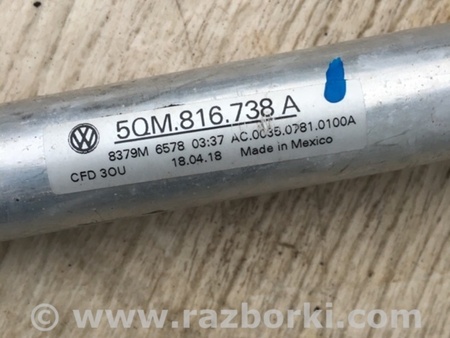 5QM.816.738 A
8379M 6578 03:37 AC.0035.0781.0100A
CFD 3OU 18.04.18 Made in Mexico
© www.razborki.com